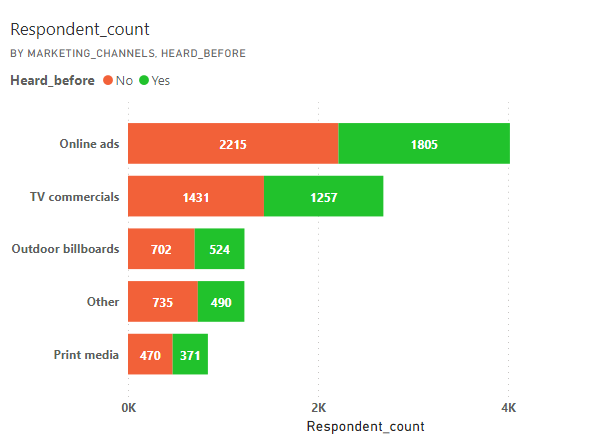 Respondent_count
BY MARKETING_CHANNELS, HEARD_BEFORE
Heard_before No Yes
Online ads 2215 1805
TV commercials 1431 1257
Outdoor billboards 702 524
Other 735 490
Print media 470 371
0K 2K 4K
Respondent_count